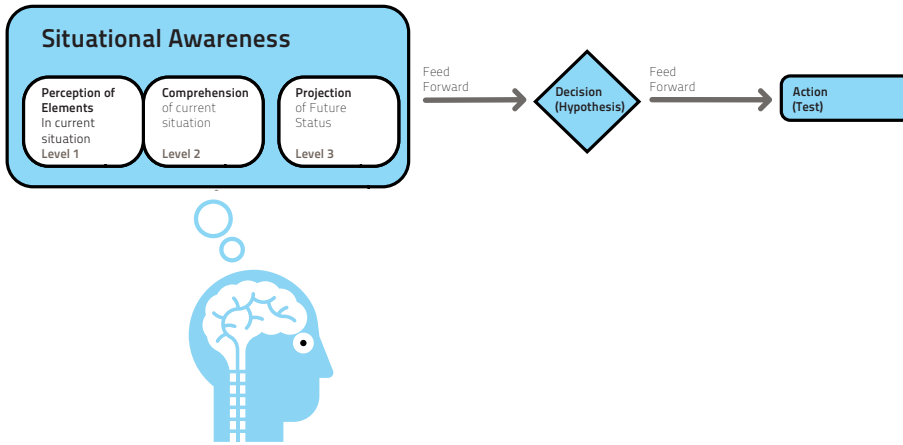 Situational Awareness
Perception of
Elements
In current
situation
Level 1
Comprehension
of current
situation
Level 2
Projection
of Future
Status
Level 3
Feed
Forward
Decision
(Hypothesis)
Feed
Forward
Action
(Test)